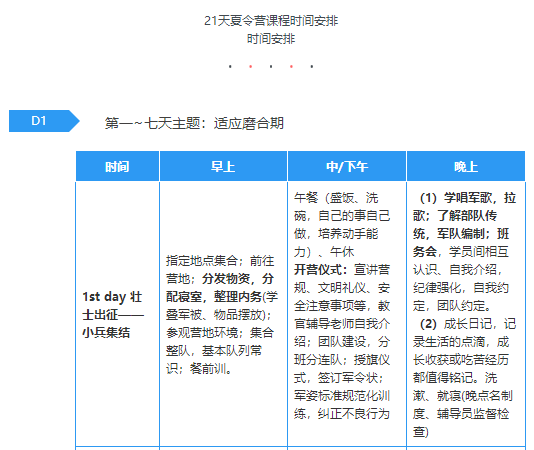 21天夏令营课程时间安排
时间安排
D1
第一~七天主题：适应磨合期
时间
早上
中/下午
晚上
1st day 壮
士出征——
小兵集结
指定地点集合；前往
营地；分发物资，分
配寝室，整理内务(学
叠军被、物品摆放)；
参观营地环境；集合
整队，基本队列常
识；餐前训。
午餐（盛饭、洗
碗，自己的事自己
做，培养动手能
力）、午休
开营仪式：宣讲营
规、文明礼仪、安
全注意事项等，教
官辅导老师自我介
绍；团队建设，分
班分连队；授旗仪
式，签订军令状；
军姿标准规范化训
练，纠正不良行为
（1）学唱军歌，拉
歌；了解部队传
统，军队编制；班
务会，学员间相互
认识、自我介绍，
纪律强化，自我约
定，团队约定。
（2）成长日记，记
录生活的点滴，成
长收获或吃苦经历
都值得铭记。洗
漱、就寝(晚点名制
度、辅导员监督检
查)